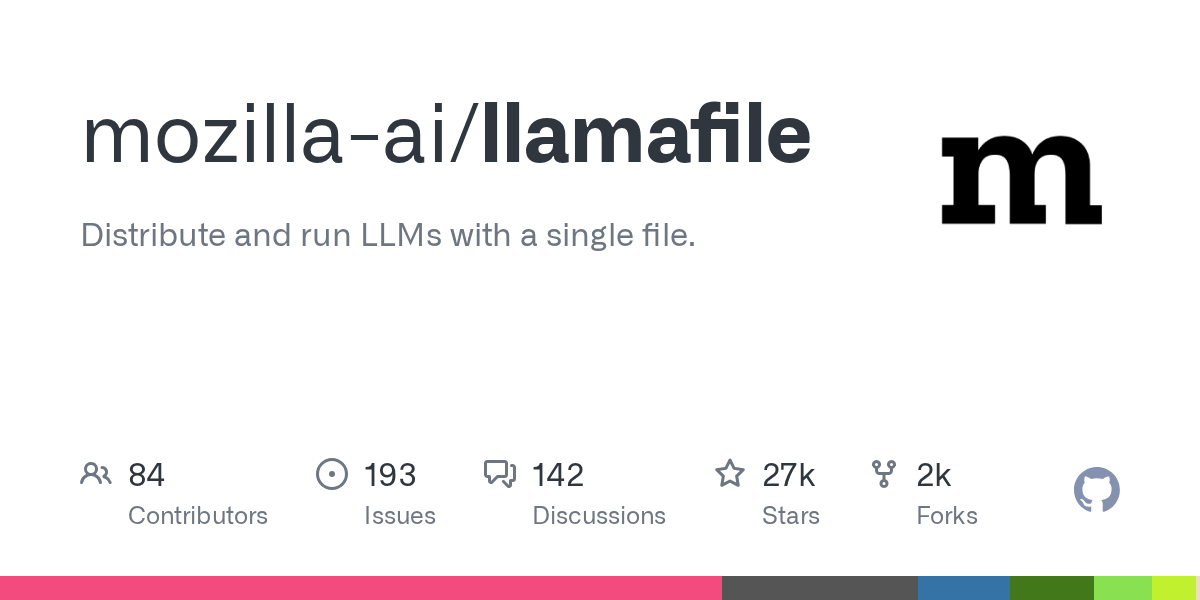 mozilla-ai/llamafile
m
Distribute and run LLMs with a single file.
84 193 142 27k 2k
Contributors Issues Discussions Stars Forks